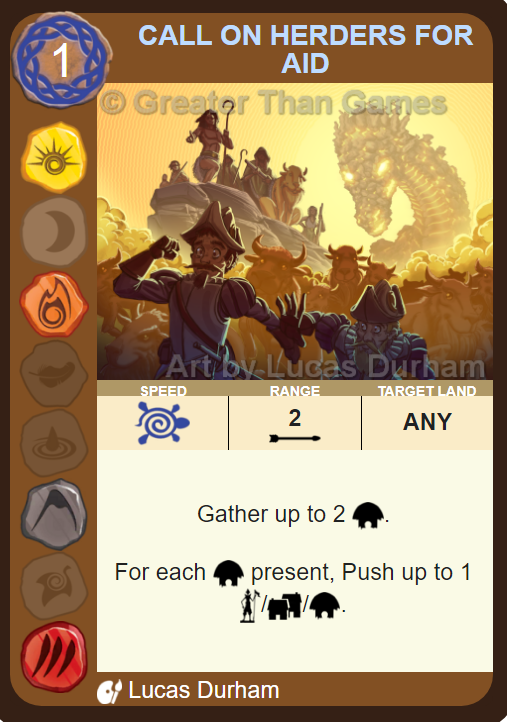 1
CALL ON HERDERS FOR
AID
© Greater Than Games
Art by Lucas Durham
SPEED RANGE TARGET LAND
2 ANY
Gather up to 2 .
For each present, Push up to 1
/ / .
Lucas Durham